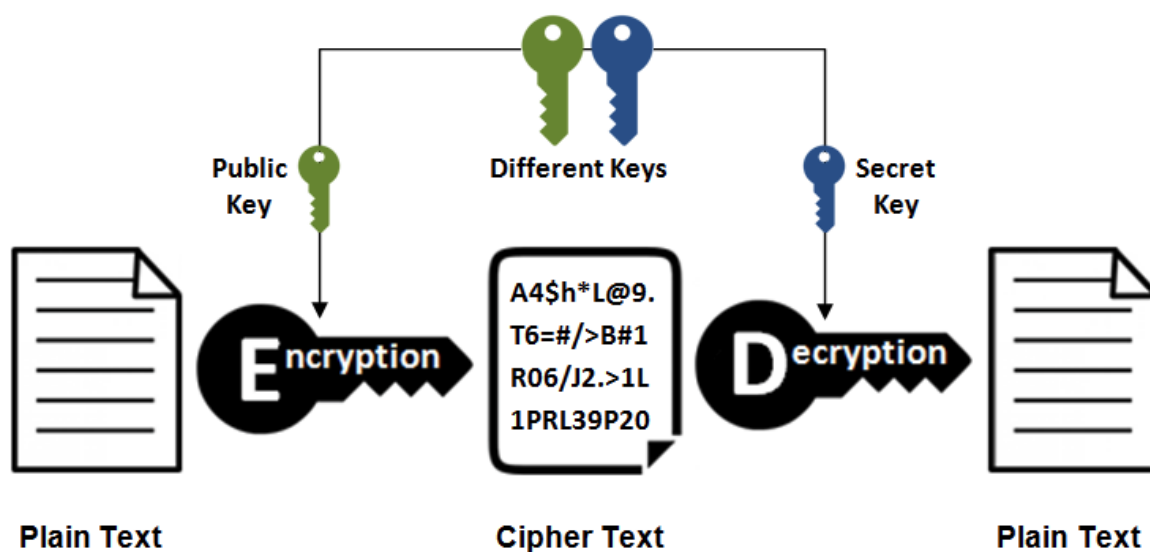 Public
Key
Different Keys
Secret
Key
Encryption
A4$h*L@9.
T6=#/>B#1
R06/J2.>1L
1PRL39P20
Decryption
Plain Text
Cipher Text
Plain Text